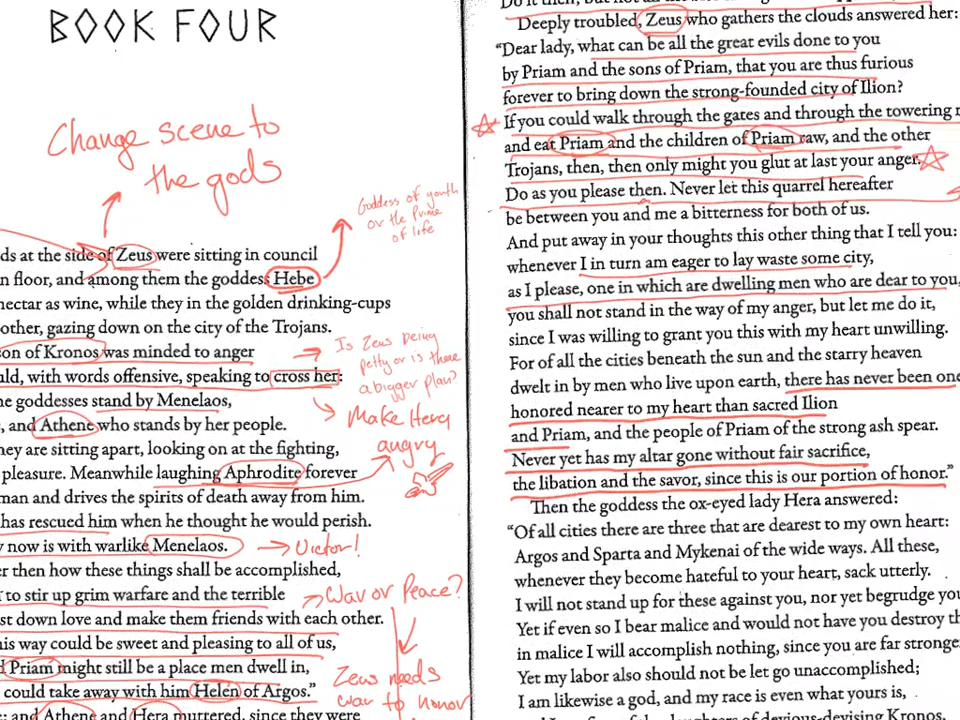 BOOK FOUR
Change scene to
the gods
Goddess of youth
or the Prime
of life
ds at the side of Zeus were sitting in council
n floor, and among them the goddess Hebe
nectar as wine, while they in the golden drinking-cups
other, gazing down on the city of the Trojans.
son of Kronos was minded to anger
uld, with words offensive, speaking to cross her:
he goddesses stand by Menelaos,
, and Athene who stands by her people.
hey are sitting apart, looking on at the fighting,
pleasure. Meanwhile laughing Aphrodite forever
man and drives the spirits of death away from him.
has rescued him when he thought he would perish.
y now is with warlike Menelaos.
er then how these things shall be accomplished,
to stir up grim warfare and the terrible
st down love and make them friends with each other.
his way could be sweet and pleasing to all of us,
d Priam might still be a place men dwell in,
could take away with him Helen of Argos.”
; and Athene and Hera muttered, since they were
Is Zeus being
petty or is there
a bigger plan?
Make Hera
angry
Victor!
War or Peace?
Zeus needs
war to honor
Deeply troubled, Zeus who gathers the clouds answered her:
“Dear lady, what can be all the great evils done to you
by Priam and the sons of Priam, that you are thus furious
forever to bring down the strong-founded city of Ilion?
If you could walk through the gates and through the towering
and eat Priam and the children of Priam raw, and the other
Trojans, then, then only might you glut at last your anger.
Do as you please then. Never let this quarrel hereafter
be between you and me a bitterness for both of us.
And put away in your thoughts this other thing that I tell you:
whenever I in turn am eager to lay waste some city,
as I please, one in which are dwelling men who are dear to you,
you shall not stand in the way of my anger, but let me do it,
since I was willing to grant you this with my heart unwilling.
For of all the cities beneath the sun and the starry heaven
dwelt in by men who live upon earth, there has never been one
honored nearer to my heart than sacred Ilion
and Priam, and the people of Priam of the strong ash spear.
Never yet has my altar gone without fair sacrifice,
the libation and the savor, since this is our portion of honor.”
Then the goddess the ox-eyed lady Hera answered:
“Of all cities there are three that are dearest to my own heart:
Argos and Sparta and Mykenai of the wide ways. All these,
whenever they become hateful to your heart, sack utterly.
I will not stand up for these against you, nor yet begrudge you
Yet if even so I bear malice and would not have you destroy th
in malice I will accomplish nothing, since you are far stronge
Yet my labor also should not be let go unaccomplished;
I am likewise a god, and my race is even what yours is,
of devious-devising Kronos,